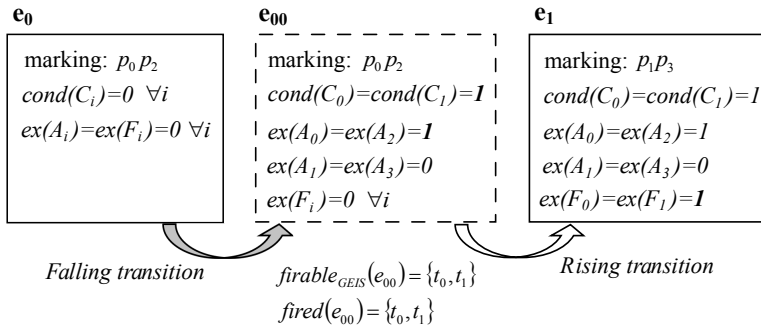 e₀ e₀₀ e₁
marking: p₀ p₂
cond(Cᵢ)=0 ∀i
ex(Aᵢ)=ex(Fᵢ)=0 ∀i
marking: p₀ p₂
cond(C₀)=cond(C₁)=1
ex(A₀)=ex(A₂)=1
ex(A₁)=ex(A₃)=0
ex(Fᵢ)=0 ∀i
marking: p₁p₃
cond(C₀)=cond(C₁)=1
ex(A₀)=ex(A₂)=1
ex(A₁)=ex(A₃)=0
ex(F₀)=ex(F₁)=1
Falling transition
firable_GEIS(e₀₀) = {t₀,t₁}
fired(e₀₀) = {t₀,t₁}
Rising transition